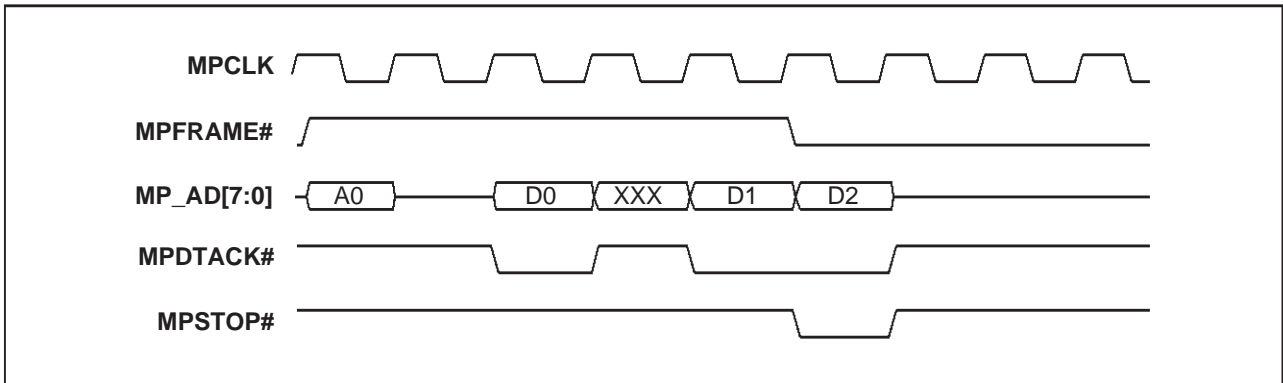 MPCLK
MPFRAME#
MP_AD[7:0] A0 D0 XXX D1 D2
MPDTACK#
MPSTOP#